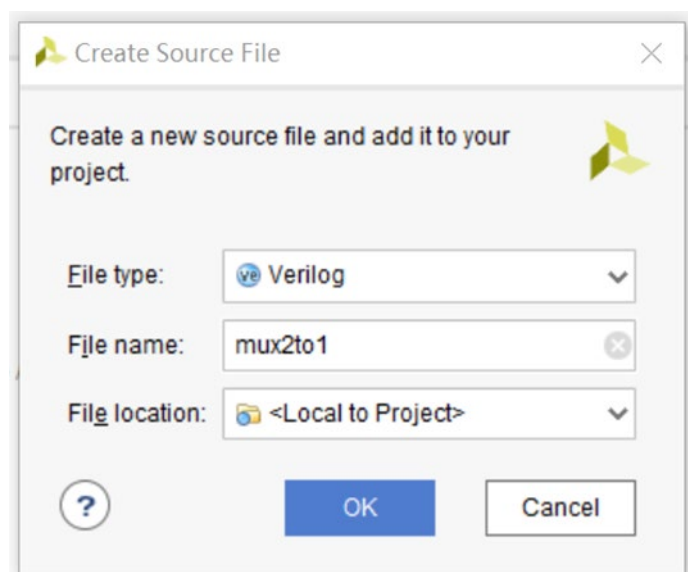 Create Source File
Create a new source file and add it to your
project.
File type:
ve Verilog
File name:
mux2to1
File location:
<Local to Project>
?
OK
Cancel